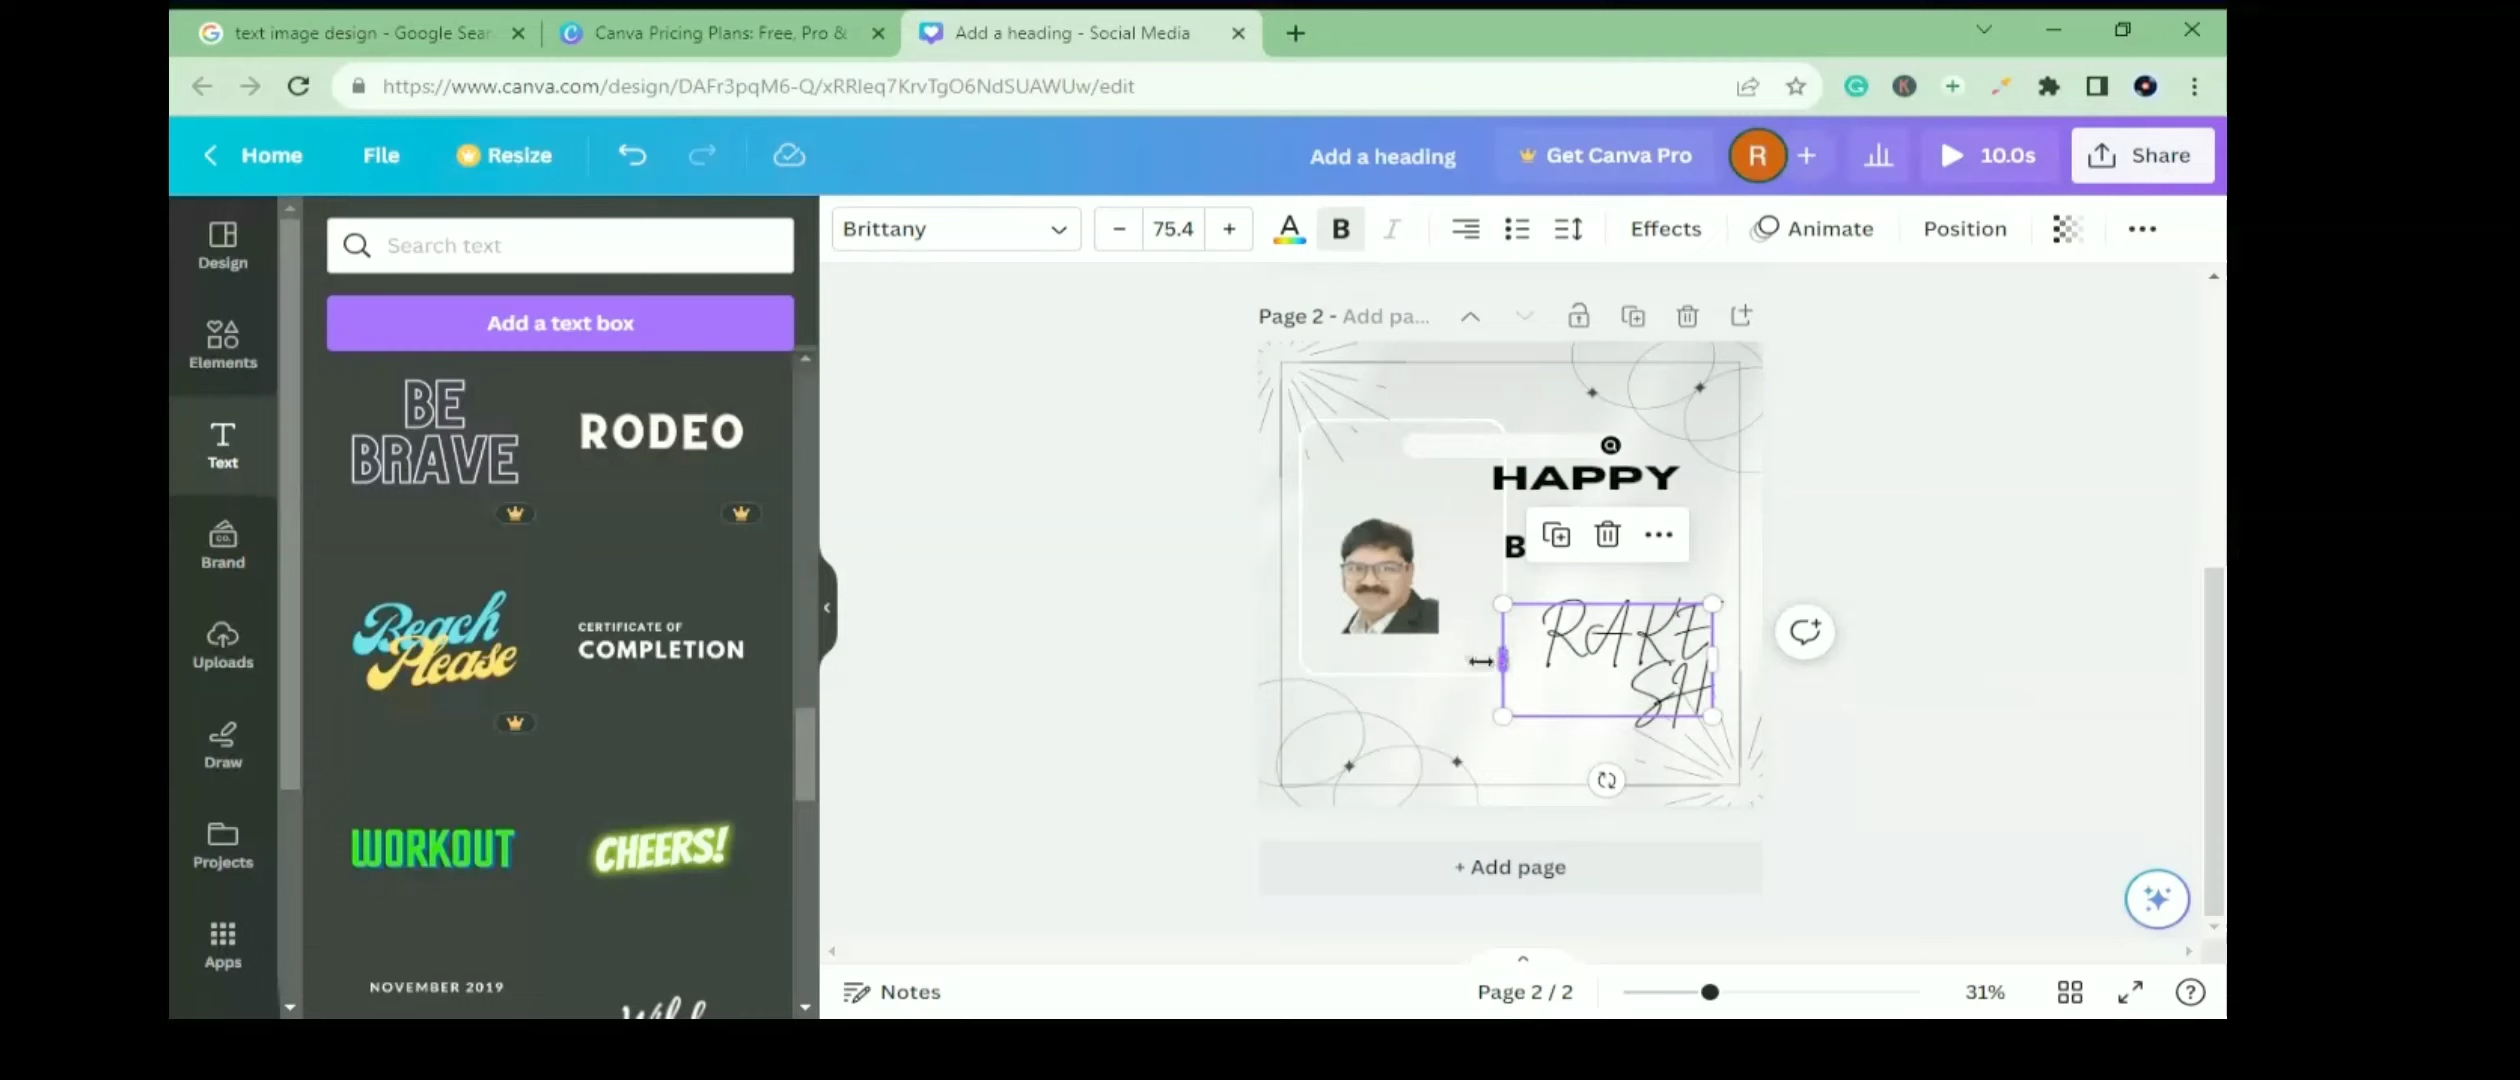 text image design - Google Sear
Canva Pricing Plans: Free, Pro &
Add a heading - Social Media
https://www.canva.com/design/DAFr3pqM6-Q/xRRleq7KrvTgO6NdSUAWUw/edit
Home
File
Resize
Add a heading
Get Canva Pro
R
10.0s
Share
Design
Elements
Text
Brand
Uploads
Draw
Projects
Apps
Search text
Add a text box
BE
BRAVE
RODEO
Beach
Please
CERTIFICATE OF
COMPLETION
WORKOUT
CHEERS!
NOVEMBER 2019
Brittany
75.4
A
B
I
Effects
Animate
Position
Page 2 - Add pa...
HAPPY
B
RAKE
SH
+ Add page
Notes
Page 2 / 2
31%